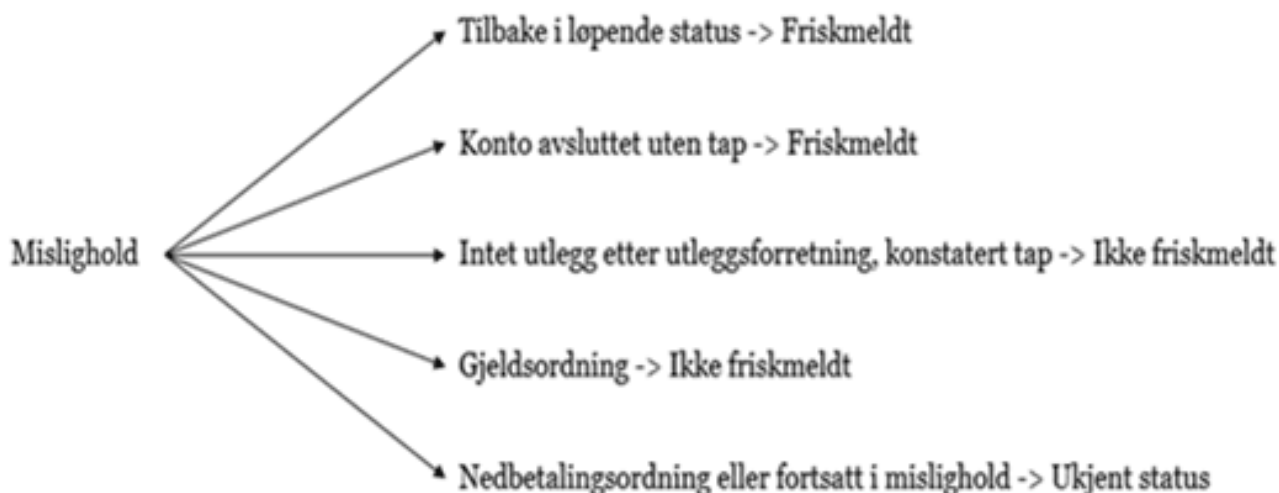 Tilbake i løpende status -> Friskmeldt
Konto avsluttet uten tap -> Friskmeldt
Mislighold
Intet utlegg etter utleggsforretning, konstatert tap -> Ikke friskmeldt
Gjeldsordning -> Ikke friskmeldt
Nedbetalingsordning eller fortsatt i mislighold -> Ukjent status